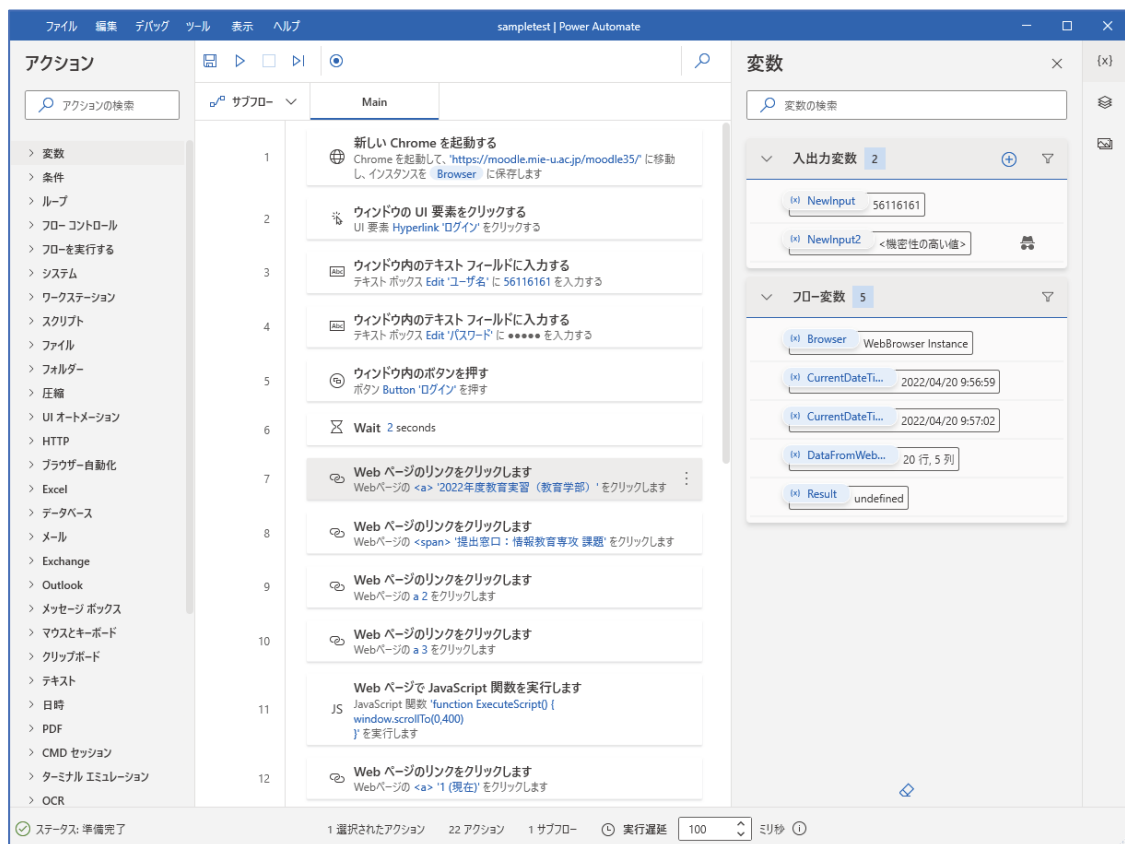 ファイル 編集 デバッグ ツール 表示 ヘルプ
sampletest | Power Automate
アクション
アクションの検索
変数
条件
ループ
フロー コントロール
フローを実行する
システム
ワークステーション
スクリプト
ファイル
フォルダー
圧縮
UI オートメーション
HTTP
ブラウザー自動化
Excel
データベース
メール
Exchange
Outlook
メッセージ ボックス
マウスとキーボード
クリップボード
テキスト
日時
PDF
CMD セッション
ターミナル エミュレーション
OCR
サブフロー
Main
1
新しい Chrome を起動する
Chrome を起動して、'https://moodle.mie-u.ac.jp/moodle35/' に移動
し、インスタンスを Browser に保存します
2
ウィンドウの UI 要素をクリックする
UI 要素 Hyperlink 'ログイン' をクリックする
3
Abc
ウィンドウ内のテキスト フィールドに入力する
テキスト ボックス Edit 'ユーザ名' に 56116161 を入力する
4
Abc
ウィンドウ内のテキスト フィールドに入力する
テキスト ボックス Edit 'パスワード' に ●●●●● を入力する
5
ウィンドウ内のボタンを押す
ボタン Button 'ログイン' を押す
6
Wait 2 seconds
7
Web ページのリンクをクリックします
Webページの <a> '2022年度教育実習（教育学部）' をクリックします
8
Web ページのリンクをクリックします
Webページの <span> '提出窓口：情報教育専攻 課題' をクリックします
9
Web ページのリンクをクリックします
Webページの a 2 をクリックします
10
Web ページのリンクをクリックします
Webページの a 3 をクリックします
11
JS
Web ページで JavaScript 関数を実行します
JavaScript 関数 'function ExecuteScript() {
window.scrollTo(0,400)
}' を実行します
12
Web ページのリンクをクリックします
Webページの <a> '1 (現在)' をクリックします
変数
{x}
変数の検索
入出力変数 2
(x) NewInput 56116161
(x) NewInput2 <機密性の高い値>
フロー変数 5
(x) Browser WebBrowser Instance
(x) CurrentDateTi... 2022/04/20 9:56:59
(x) CurrentDateTi... 2022/04/20 9:57:02
(x) DataFromWeb... 20 行, 5 列
(x) Result undefined
ステータス: 準備完了
1 選択されたアクション 22 アクション 1 サブフロー 実行遅延 100 ミリ秒